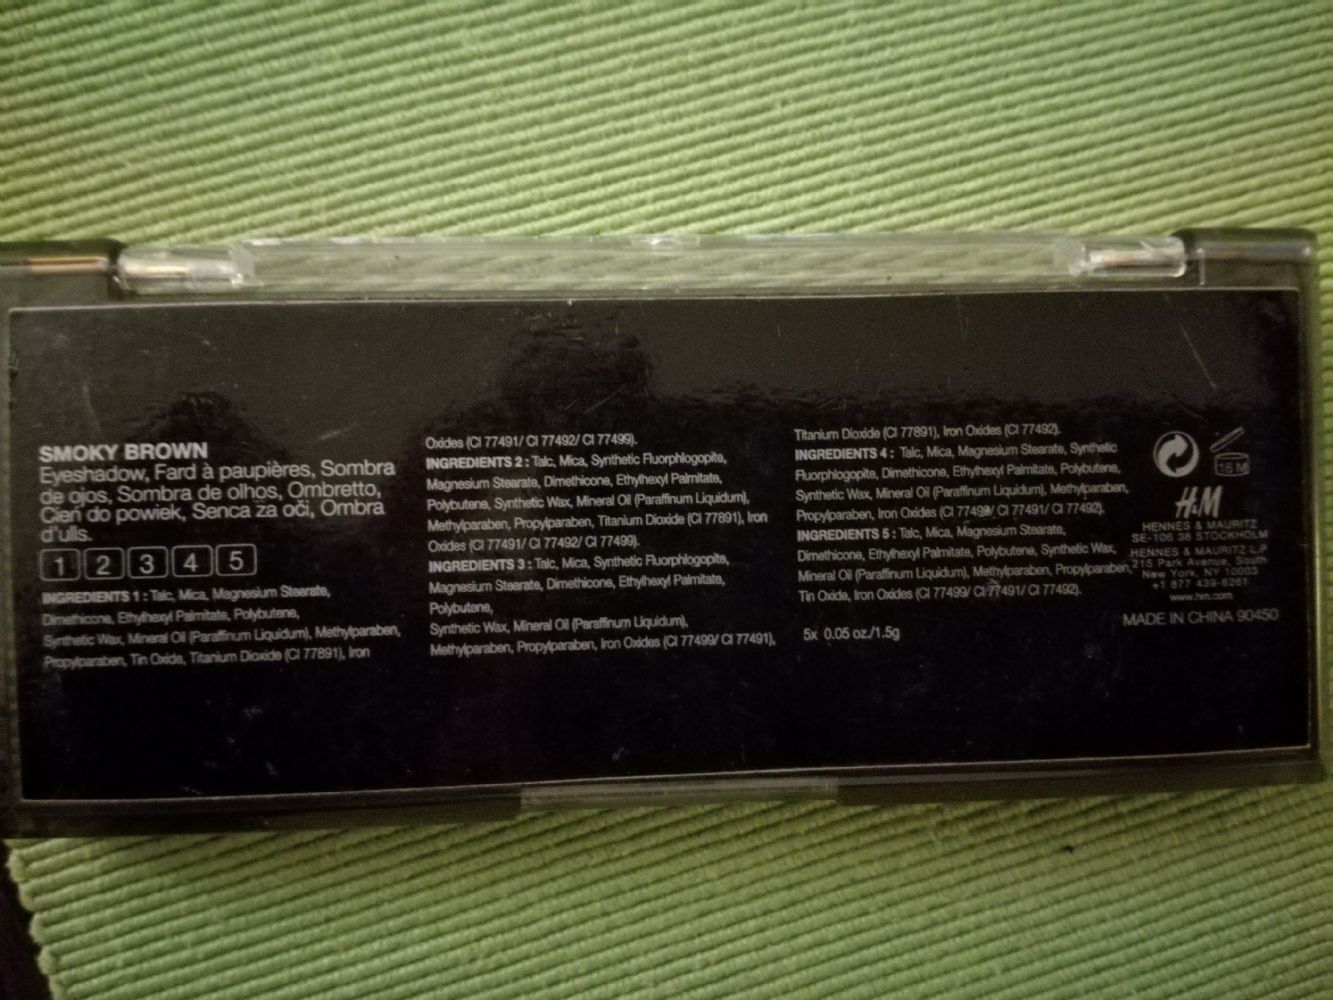 SMOKY BROWN
Eyeshadow, Fard à paupières, Sombra
de ojos, Sombra de olhos, Ombretto,
Cień do powiek, Senca za oči, Ombra
d'ulls.
1 2 3 4 5
INGREDIENTS 1 : Talc, Mica, Magnesium Stearate,
Dimethicone, Ethylhexyl Palmitate, Polybutene,
Synthetic Wax, Mineral Oil (Paraffinum Liquidum), Methylparaben,
Propylparaben, Tin Oxide, Titanium Dioxide (CI 77891), Iron
Oxides (CI 77491/ CI 77492/ CI 77499).
INGREDIENTS 2 : Talc, Mica, Synthetic Fluorphlogopite,
Magnesium Stearate, Dimethicone, Ethylhexyl Palmitate,
Polybutene, Synthetic Wax, Mineral Oil (Paraffinum Liquidum),
Methylparaben, Propylparaben, Titanium Dioxide (CI 77891), Iron
Oxides (CI 77491/ CI 77492/ CI 77499).
INGREDIENTS 3 : Talc, Mica, Synthetic Fluorphlogopite,
Magnesium Stearate, Dimethicone, Ethylhexyl Palmitate,
Polybutene,
Synthetic Wax, Mineral Oil (Paraffinum Liquidum),
Methylparaben, Propylparaben, Iron Oxides (CI 77499/ CI 77491),
Titanium Dioxide (CI 77891), Iron Oxides (CI 77492).
INGREDIENTS 4 : Talc, Mica, Magnesium Stearate, Synthetic
Fluorphlogopite, Dimethicone, Ethylhexyl Palmitate, Polybutene,
Synthetic Wax, Mineral Oil (Paraffinum Liquidum), Methylparaben,
Propylparaben, Iron Oxides (CI 77499/ CI 77491/ CI 77492).
INGREDIENTS 5 : Talc, Mica, Magnesium Stearate,
Dimethicone, Ethylhexyl Palmitate, Polybutene, Synthetic Wax,
Mineral Oil (Paraffinum Liquidum), Methylparaben, Propylparaben,
Tin Oxide, Iron Oxides (CI 77499/ CI 77491/ CI 77492).
5x 0.05 oz./1.5g
18 M
H&M
HENNES & MAURITZ
SE-106 38 STOCKHOLM
HENNES & MAURITZ L.P
215 Park Avenue, South
New York, NY 10003
+1 877 439-6261
www.hm.com
MADE IN CHINA 90450